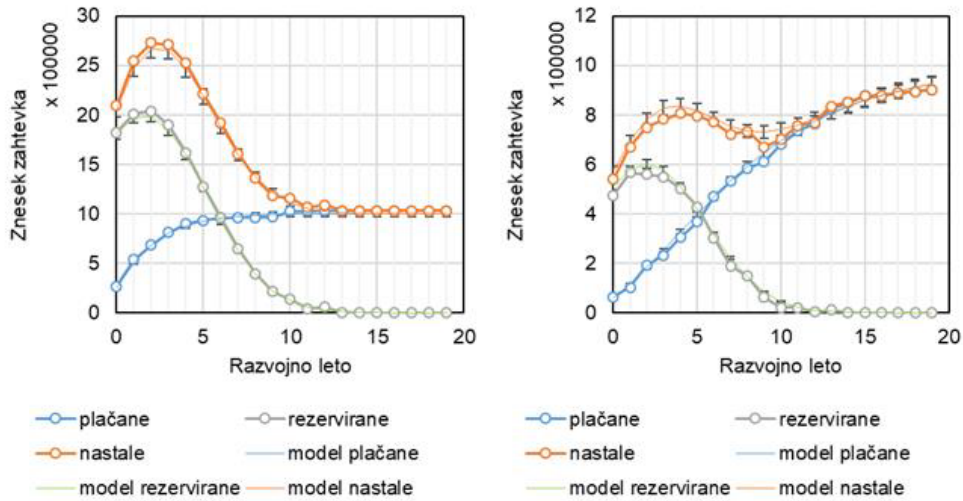 x 100000
Znesek zahtevka
30
25
20
15
10
5
0
0 5 10 15 20
Razvojno leto
plačane rezervirane
nastale model plačane
model rezervirane model nastale
x 100000
Znesek zahtevka
12
10
8
6
4
2
0
0 5 10 15 20
Razvojno leto
plačane rezervirane
nastale model plačane
model rezervirane model nastale